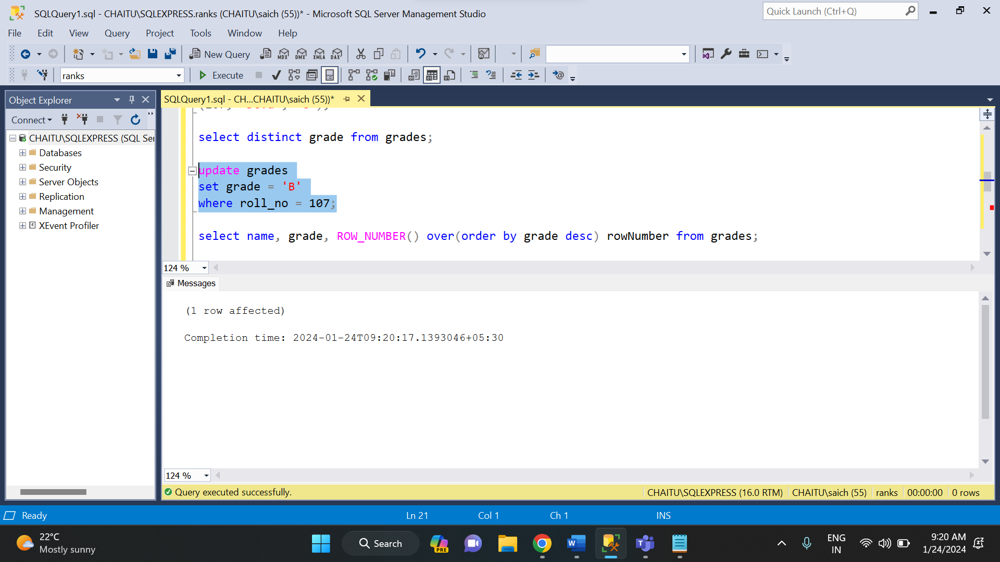 SQLQuery1.sql - CHAITU\SQLEXPRESS.ranks (CHAITU\saich (55))* - Microsoft SQL Server Management Studio
Quick Launch (Ctrl+Q)
File Edit View Query Project Tools Window Help
New Query MDX DMX XMLA DAX
ranks Execute
Object Explorer
SQLQuery1.sql - CH...CHAITU\saich (55))*
Connect
CHAITU\SQLEXPRESS (SQL Ser
Databases
Security
Server Objects
Replication
Management
XEvent Profiler
select distinct grade from grades;
update grades
set grade = 'B'
where roll_no = 107;
select name, grade, ROW_NUMBER() over(order by grade desc) rowNumber from grades;
124 %
Messages
(1 row affected)
Completion time: 2024-01-24T09:20:17.1393046+05:30
124 %
Query executed successfully.
CHAITU\SQLEXPRESS (16.0 RTM) CHAITU\saich (55) ranks 00:00:00 0 rows
Ready Ln 21 Col 1 Ch 1 INS
22°C
Mostly sunny
Search
PRE
ENG
IN
9:20 AM
1/24/2024